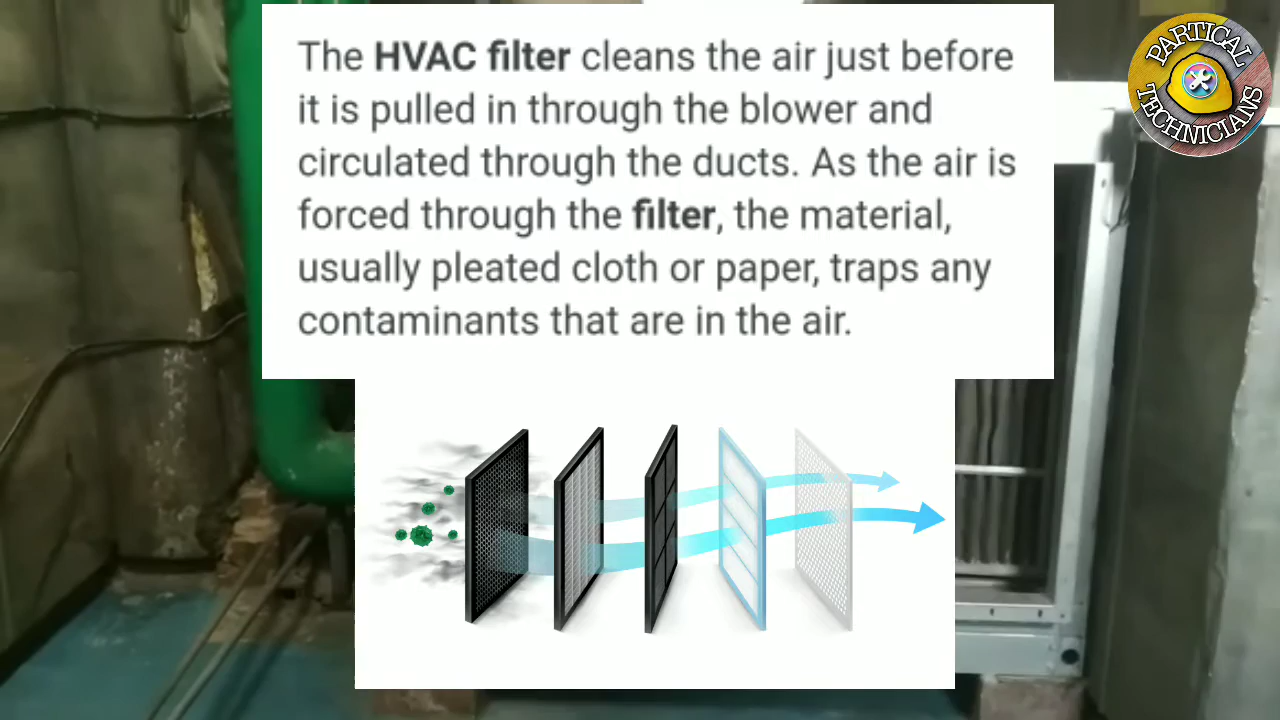 The HVAC filter cleans the air just before
it is pulled in through the blower and
circulated through the ducts. As the air is
forced through the filter, the material,
usually pleated cloth or paper, traps any
contaminants that are in the air.
PARTICAL
TECHNICIANS